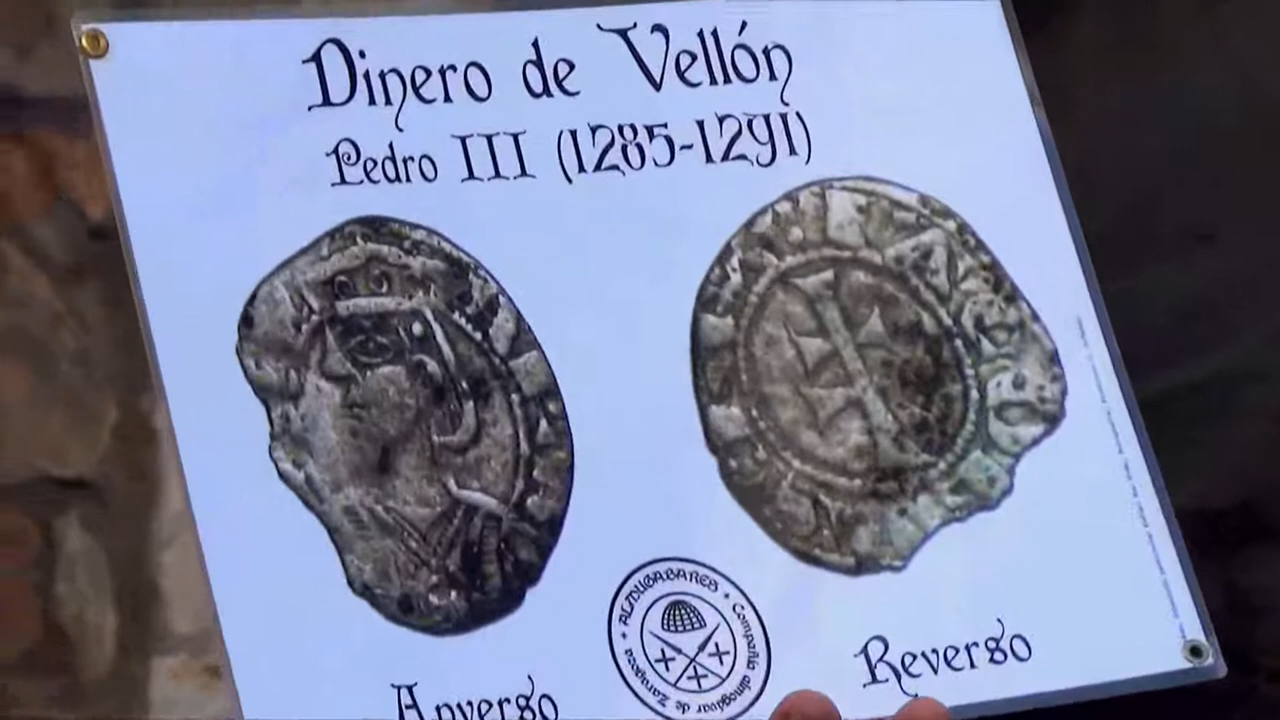 Dinero de Vellón
Pedro III (1285-1291)
Anverso
Reverso
ALMUGABARES • Compañía almogávar de Zaragoza •